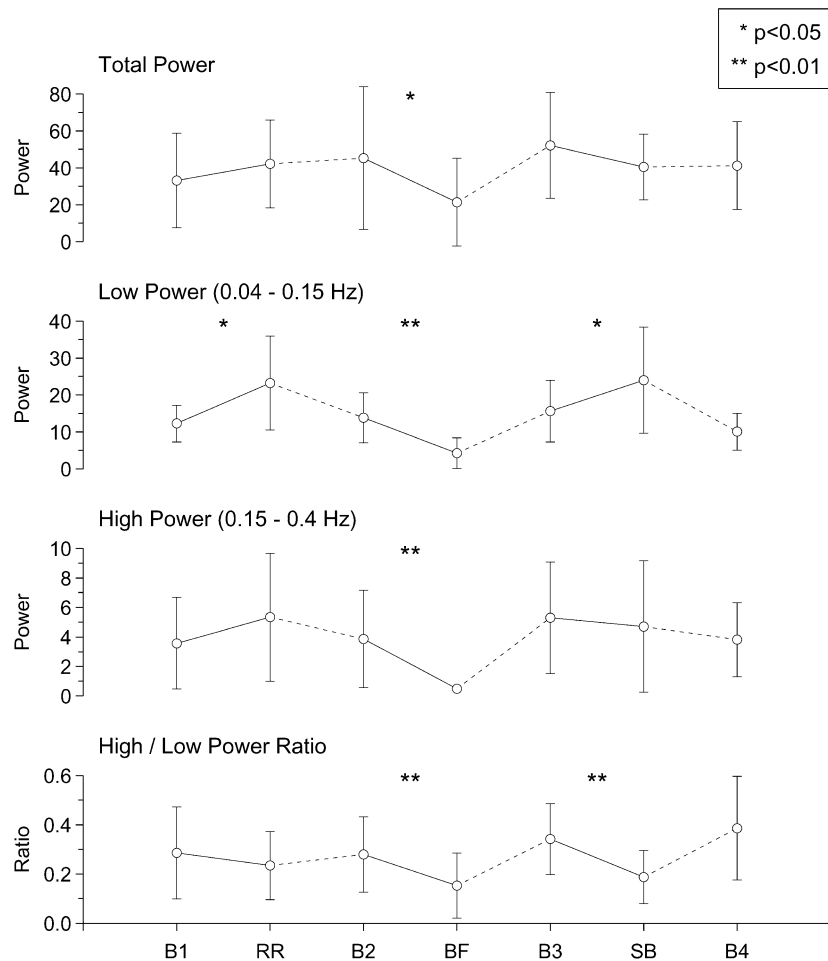 * p<0.05
** p<0.01
Total Power
80
60
40
20
0
Power
*
Low Power (0.04 - 0.15 Hz)
40
30
20
10
0
Power
* ** *
High Power (0.15 - 0.4 Hz)
10
8
6
4
2
0
Power
**
High / Low Power Ratio
0.6
0.4
0.2
0.0
Ratio
** **
B1 RR B2 BF B3 SB B4